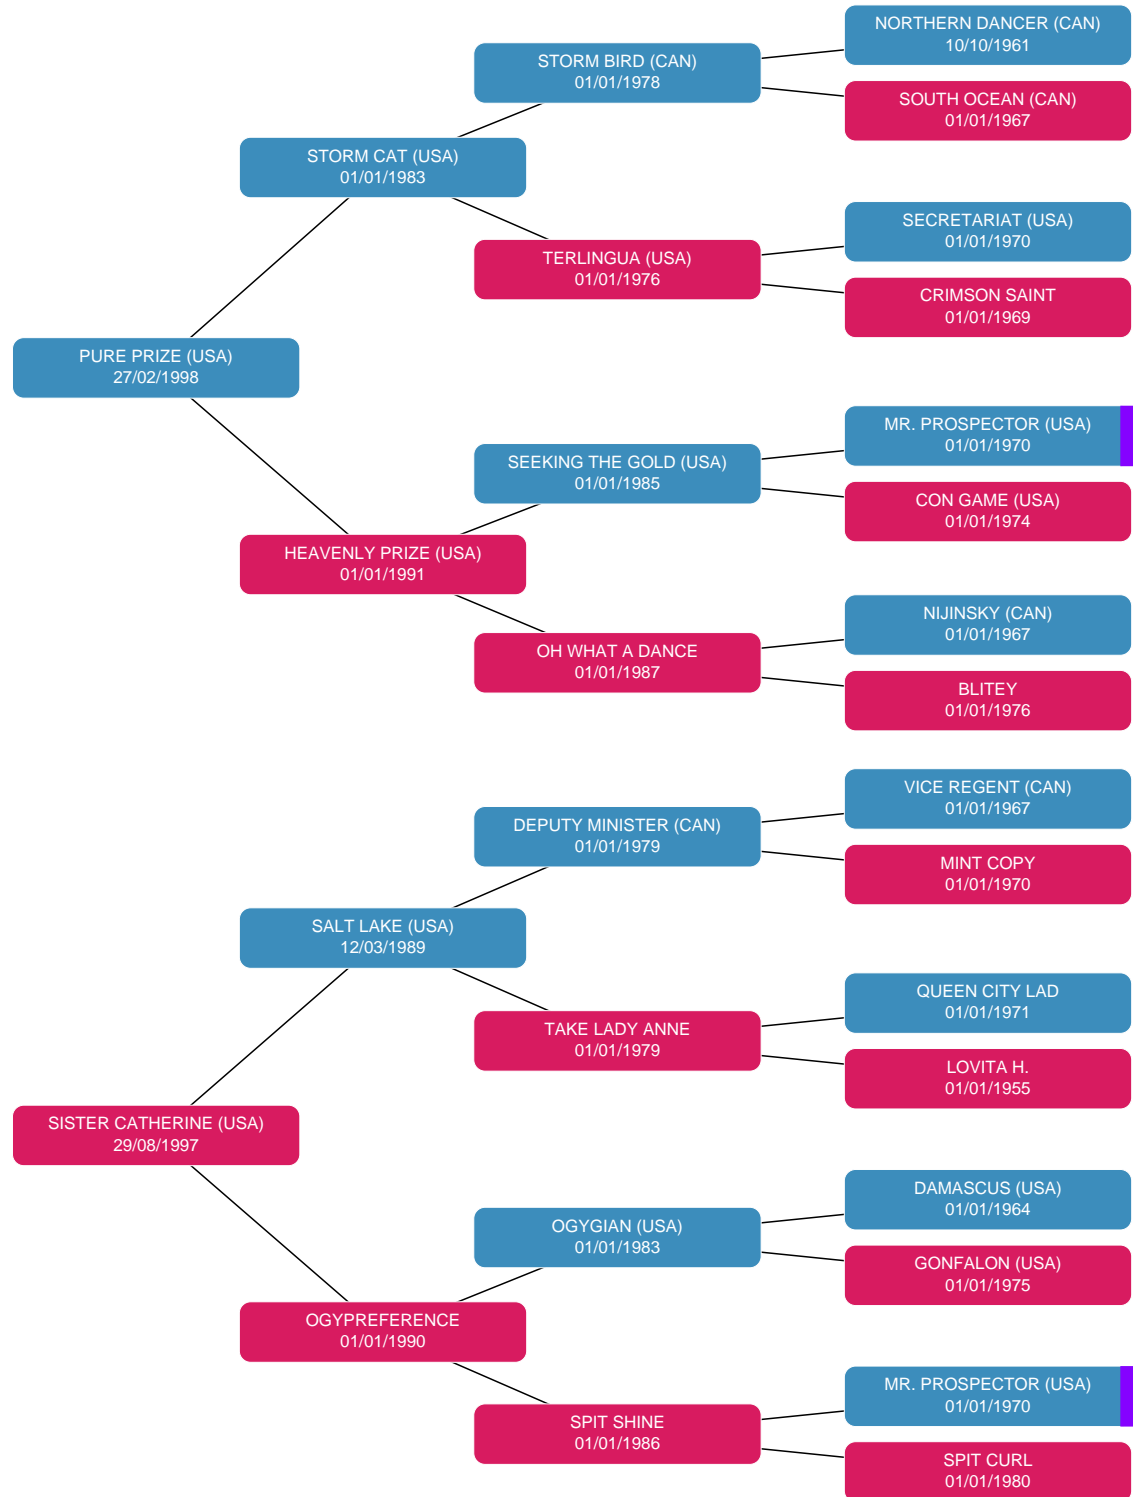 NORTHERN DANCER (CAN)
10/10/1961
STORM BIRD (CAN)
01/01/1978
SOUTH OCEAN (CAN)
01/01/1967
STORM CAT (USA)
01/01/1983
SECRETARIAT (USA)
01/01/1970
TERLINGUA (USA)
01/01/1976
CRIMSON SAINT
01/01/1969
PURE PRIZE (USA)
27/02/1998
MR. PROSPECTOR (USA)
01/01/1970
SEEKING THE GOLD (USA)
01/01/1985
CON GAME (USA)
01/01/1974
HEAVENLY PRIZE (USA)
01/01/1991
NIJINSKY (CAN)
01/01/1967
OH WHAT A DANCE
01/01/1987
BLITEY
01/01/1976
VICE REGENT (CAN)
01/01/1967
DEPUTY MINISTER (CAN)
01/01/1979
MINT COPY
01/01/1970
SALT LAKE (USA)
12/03/1989
QUEEN CITY LAD
01/01/1971
TAKE LADY ANNE
01/01/1979
LOVITA H.
01/01/1955
SISTER CATHERINE (USA)
29/08/1997
DAMASCUS (USA)
01/01/1964
OGYGIAN (USA)
01/01/1983
GONFALON (USA)
01/01/1975
OGYPREFERENCE
01/01/1990
MR. PROSPECTOR (USA)
01/01/1970
SPIT SHINE
01/01/1986
SPIT CURL
01/01/1980